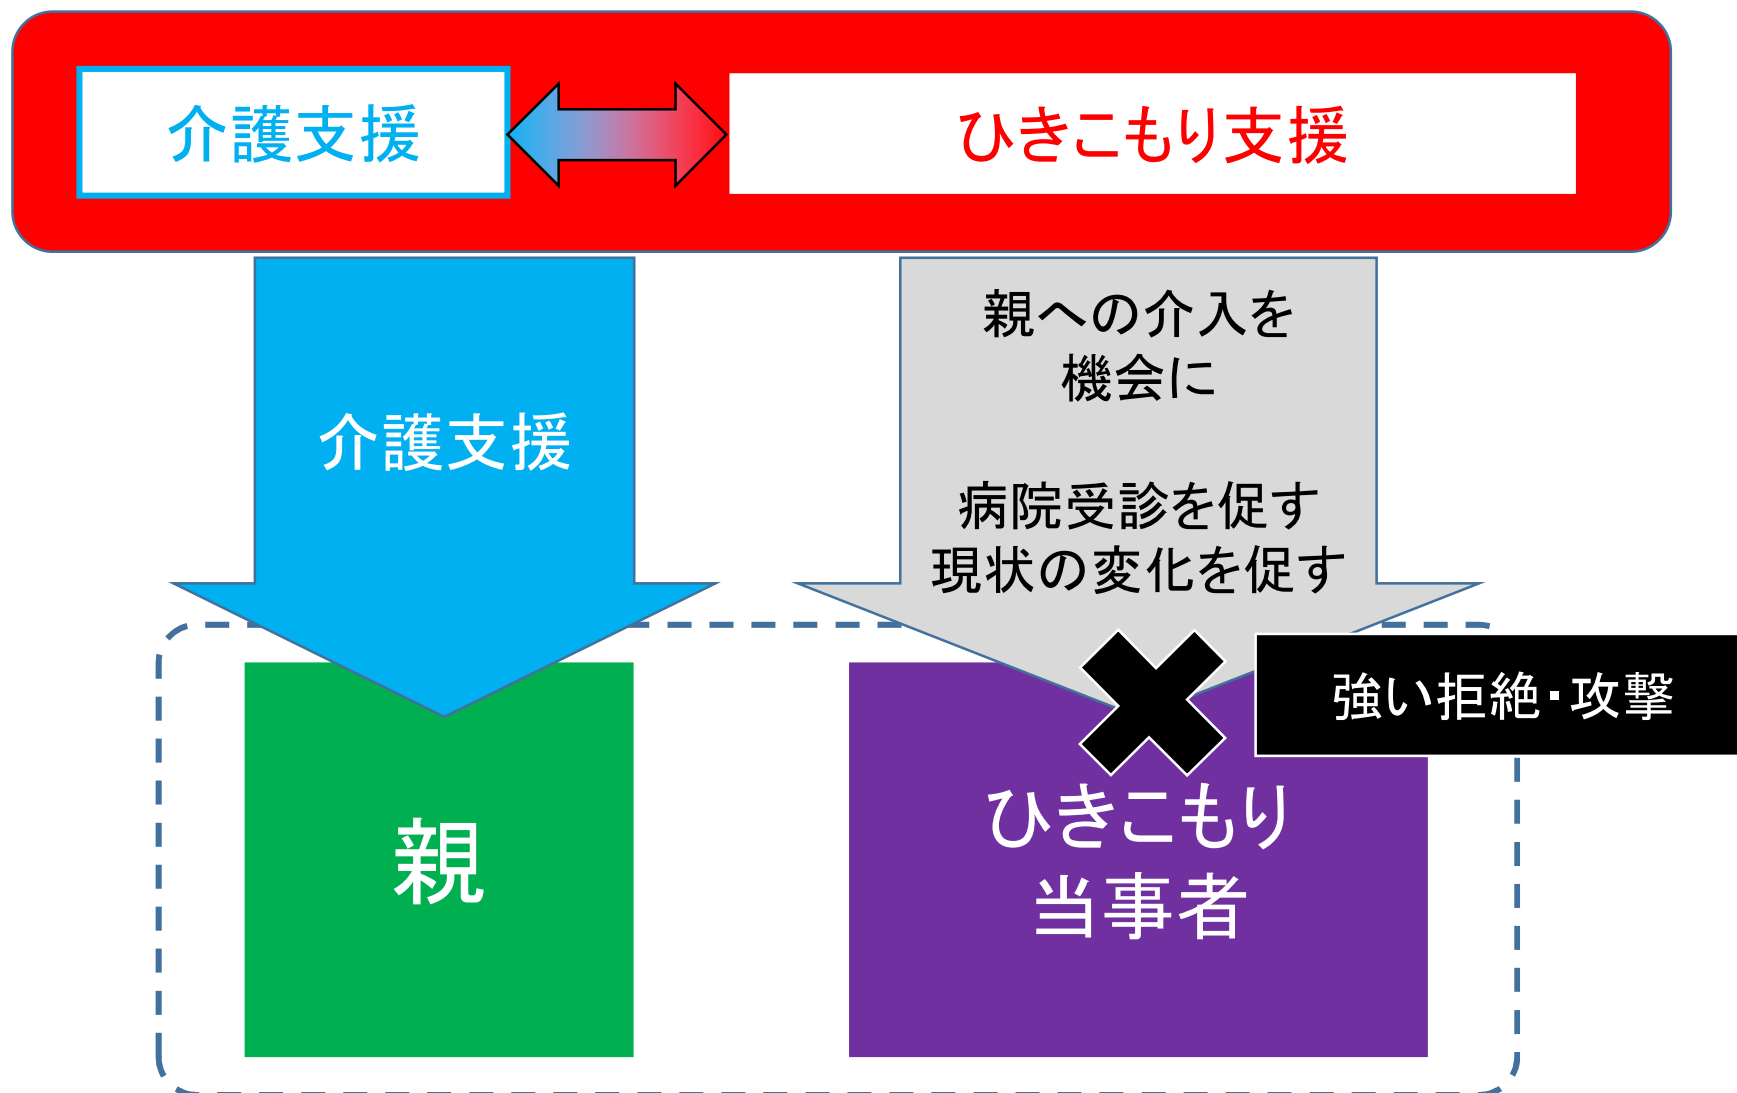 介護支援
ひきこもり支援
介護支援
親への介入を
機会に
病院受診を促す
現状の変化を促す
強い拒絶・攻撃
親
ひきこもり
当事者